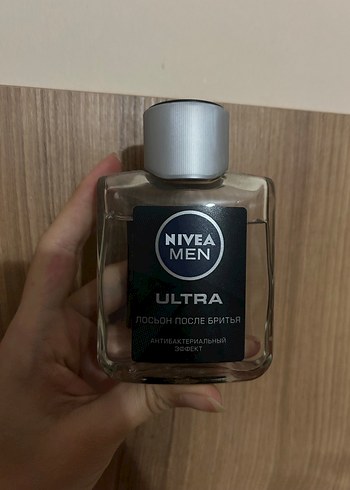 NIVEA
MEN
ULTRA
ЛОСЬОН ПОСЛЕ БРИТЬЯ
АНТИБАКТЕРИАЛЬНЫЙ
ЭФФЕКТ